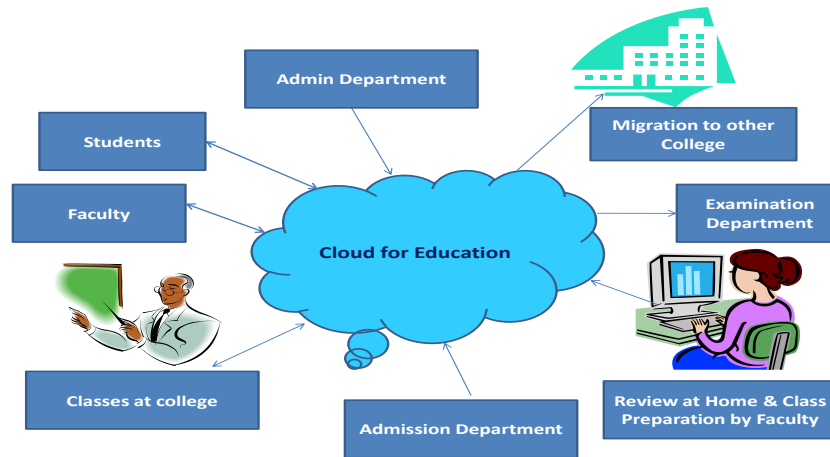 Admin Department
Migration to other
College
Students
Faculty
Examination
Department
Cloud for Education
Classes at college
Admission Department
Review at Home & Class
Preparation by Faculty